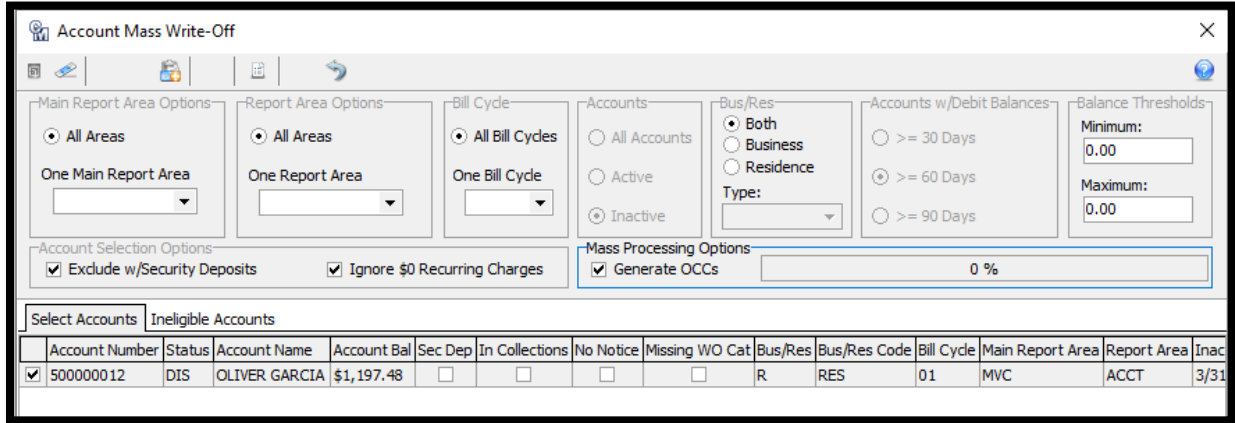 Account Mass Write-Off
Main Report Area Options
All Areas
One Main Report Area
Report Area Options
All Areas
One Report Area
Bill Cycle
All Bill Cycles
One Bill Cycle
Accounts
All Accounts
Active
Inactive
Bus/Res
Both
Business
Residence
Type:
Accounts w/Debit Balances
>= 30 Days
>= 60 Days
>= 90 Days
Balance Thresholds
Minimum:
0.00
Maximum:
0.00
Account Selection Options
Exclude w/Security Deposits Ignore $0 Recurring Charges
Mass Processing Options
Generate OCCs 0 %
Select Accounts Ineligible Accounts
Account Number Status Account Name Account Bal Sec Dep In Collections No Notice Missing WO Cat Bus/Res Bus/Res Code Bill Cycle Main Report Area Report Area Inac
500000012 DIS OLIVER GARCIA $1,197.48 R RES 01 MVC ACCT 3/31